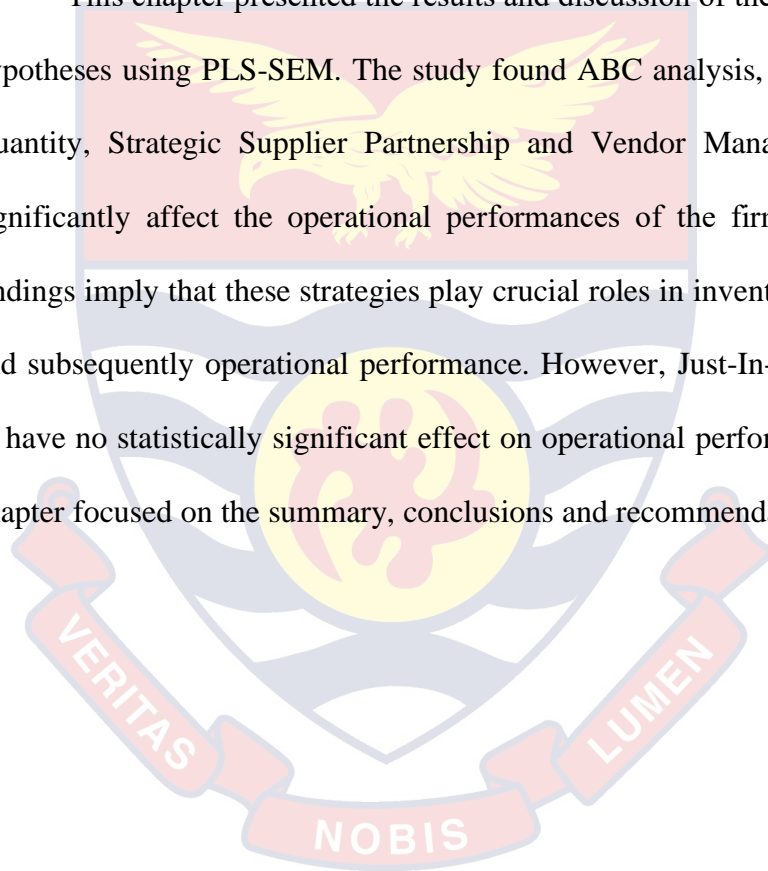 This chapter presented the results and discussion of the
ypotheses using PLS-SEM. The study found ABC analysis,
uantity, Strategic Supplier Partnership and Vendor Mana
gnificantly affect the operational performances of the fir
ndings imply that these strategies play crucial roles in invent
d subsequently operational performance. However, Just-In-
have no statistically significant effect on operational perfor
apter focused on the summary, conclusions and recommend
VERITAS
NOBIS
LUMEN